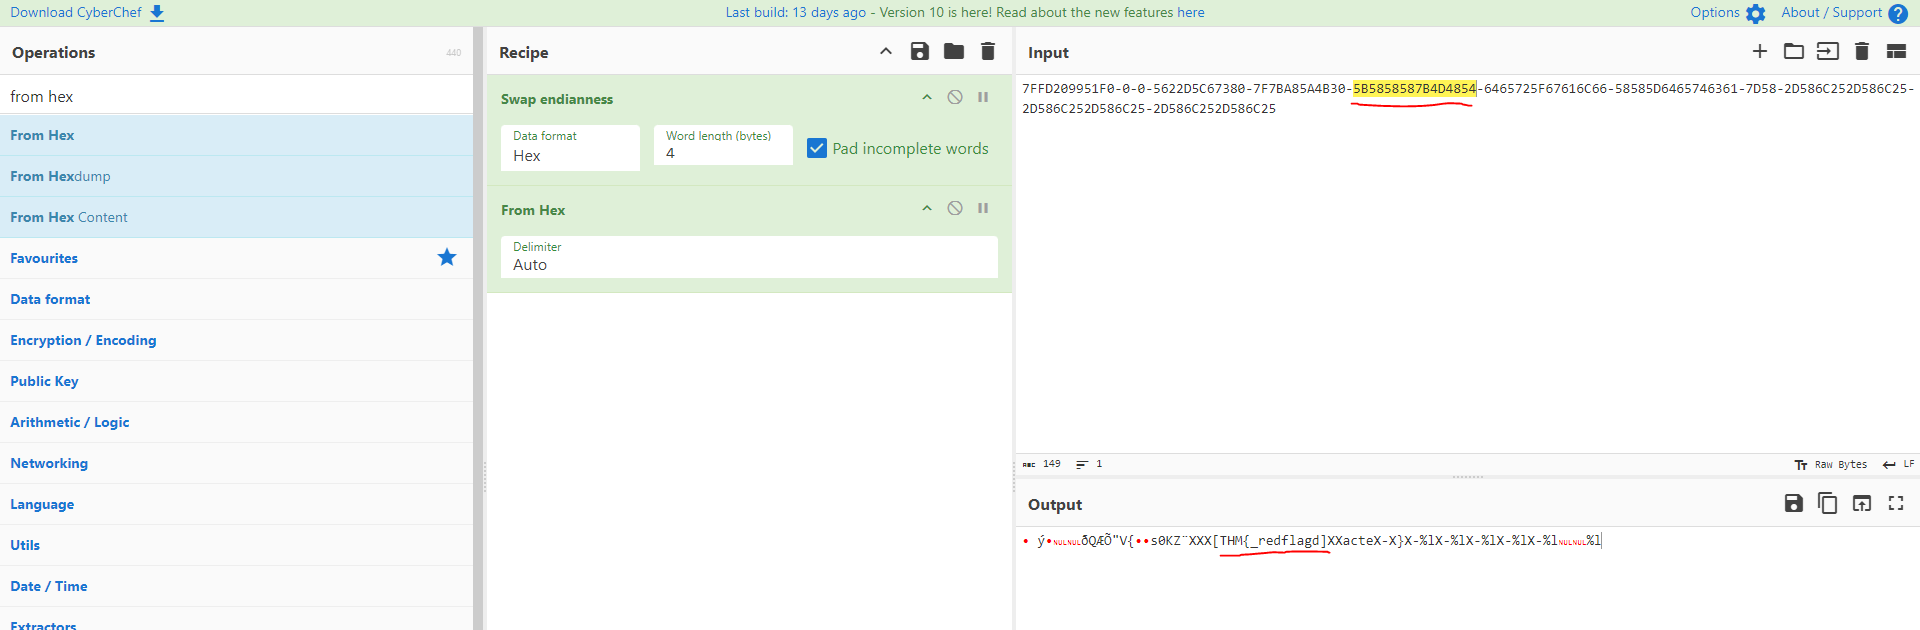 Download CyberChef
Last build: 13 days ago - Version 10 is here! Read about the new features here
Options
About / Support
Operations
440
from hex
From Hex
From Hexdump
From Hex Content
Favourites
Data format
Encryption / Encoding
Public Key
Arithmetic / Logic
Networking
Language
Utils
Date / Time
Extractors
Recipe
Swap endianness
Data format
Hex
Word length (bytes)
4
Pad incomplete words
From Hex
Delimiter
Auto
Input
7FFD209951F0-0-0-5622D5C67380-7F7BA85A4B30-5B5858587B4D4854-6465725F67616C66-58585D6465746361-7D58-2D586C252D586C25-
2D586C252D586C25-2D586C252D586C25
ABC 149 1
Raw Bytes LF
Output
• ý•NULNULðQÆÕ"V{••s0KZ¨XXX[THM{_redflagd]XXacteX-X}X-%lX-%lX-%lX-%lX-%lNULNUL%l